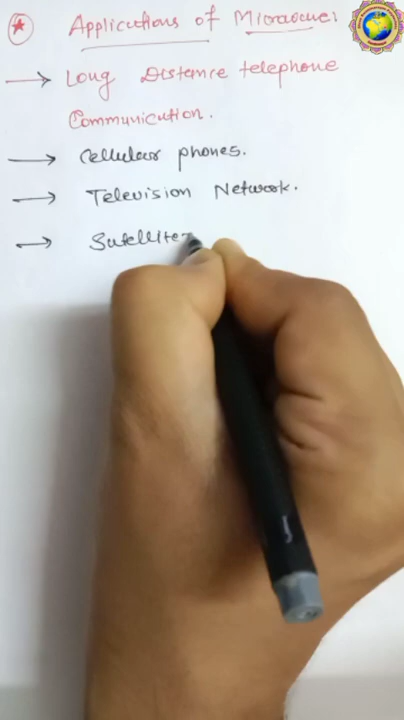 Applications of Microwave:
Long Distance telephone
Communication.
Cellular phones.
Television Network.
Satellite